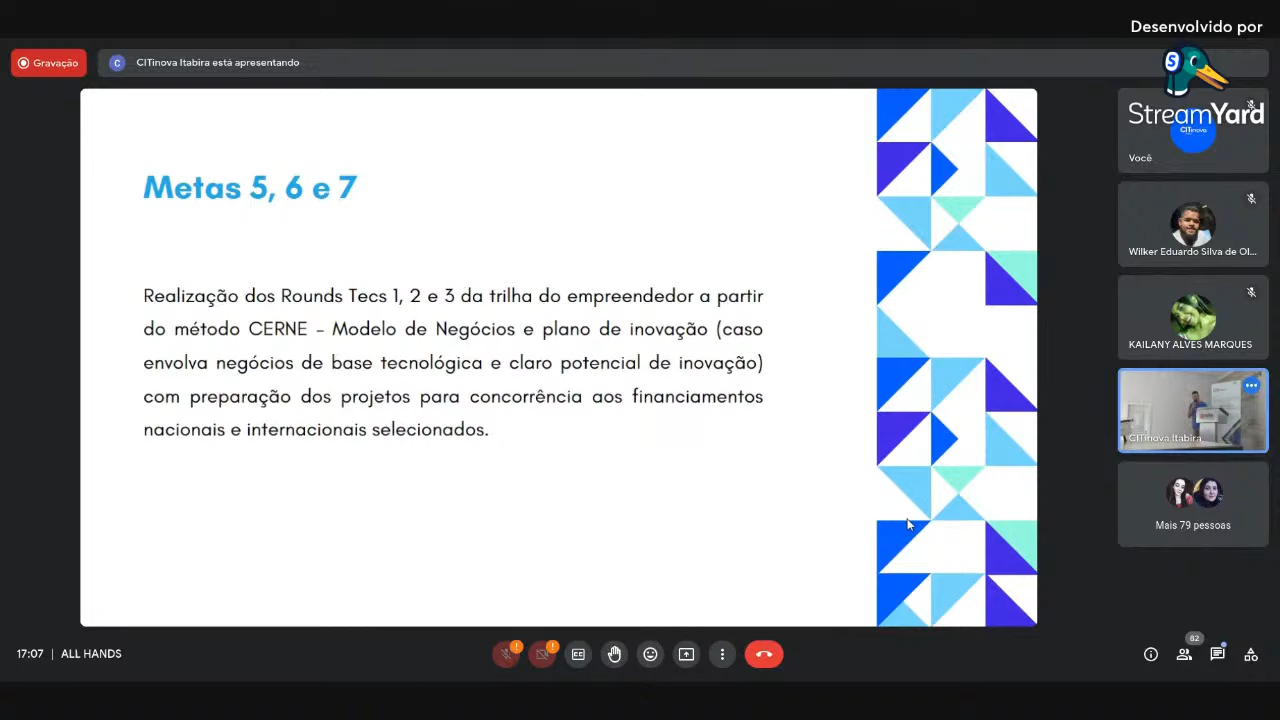 Desenvolvido por
StreamYard
Gravação
C
CITinova Itabira está apresentando
S
Metas 5, 6 e 7
Realização dos Rounds Tecs 1, 2 e 3 da trilha do empreendedor a partir
do método CERNE - Modelo de Negócios e plano de inovação (caso
envolva negócios de base tecnológica e claro potencial de inovação)
com preparação dos projetos para concorrência aos financiamentos
nacionais e internacionais selecionados.
CITinova
Você
Wilker Eduardo Silva de Ol...
KAILANY ALVES MARQUES
CITinova Itabira
Mais 79 pessoas
17:07 | ALL HANDS
CC
62